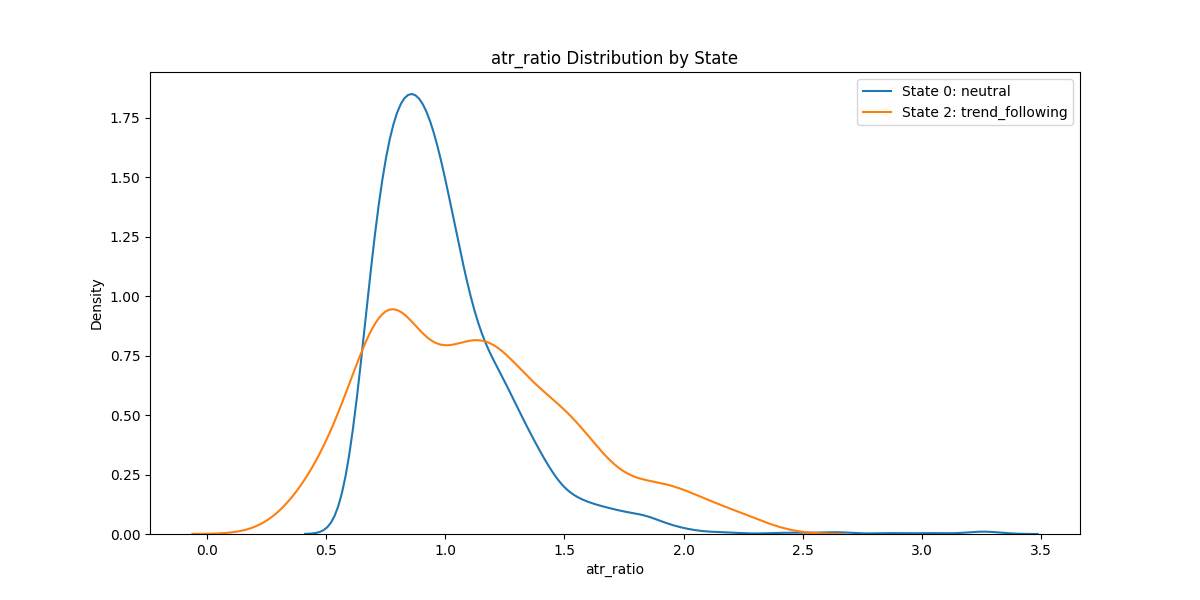 atr_ratio Distribution by State
State 0: neutral
State 2: trend_following
Density
1.75
1.50
1.25
1.00
0.75
0.50
0.25
0.00
0.0 0.5 1.0 1.5 2.0 2.5 3.0 3.5
atr_ratio